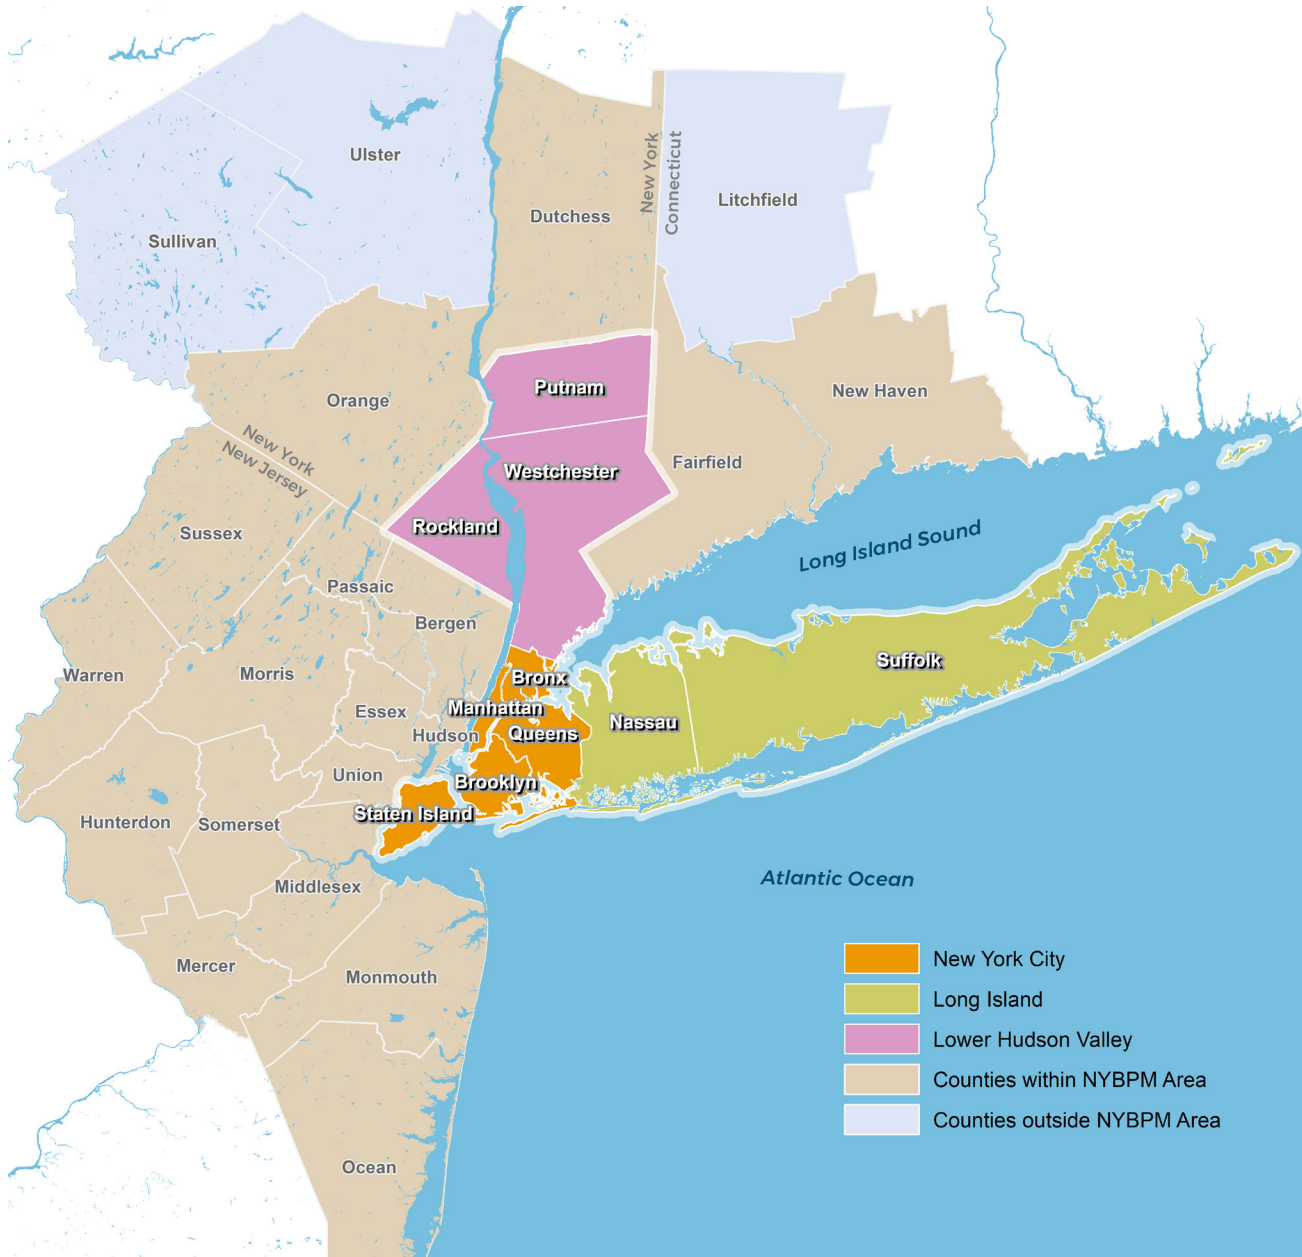 Ulster
New York
Connecticut
Litchfield
Dutchess
Sullivan
Putnam
New Haven
Orange
New York
New Jersey
Fairfield
Westchester
Rockland
Sussex
Long Island Sound
Passaic
Bergen
Suffolk
Warren
Morris
Bronx
Essex
Manhattan
Nassau
Hudson
Queens
Union
Brooklyn
Staten Island
Hunterdon
Somerset
Atlantic Ocean
Middlesex
New York City
Mercer
Monmouth
Long Island
Lower Hudson Valley
Counties within NYBPM Area
Counties outside NYBPM Area
Ocean